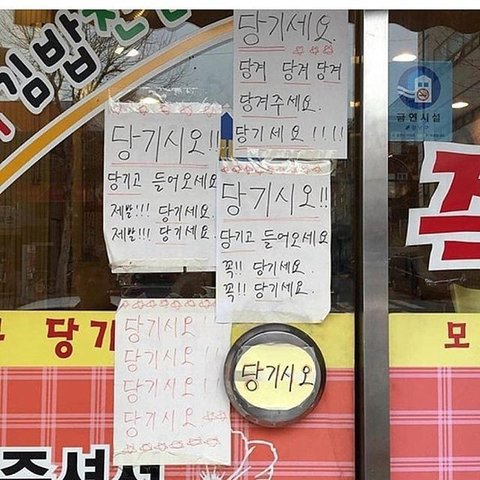 김밥천
당기세요.
당겨 당겨 당겨
당겨주세요.
당기세요!!!!
금연시설
당기시오!!
당기고 들어오세요
제발!!! 당기세요.
제발!!! 당기세요.
당기시오!!
당기고 들어오세요
꼭!! 당기세요.
꼭!! 당기세요.
당기
모
당기시오!
당기시오!!
당기시오!!
당기시오
당기시오